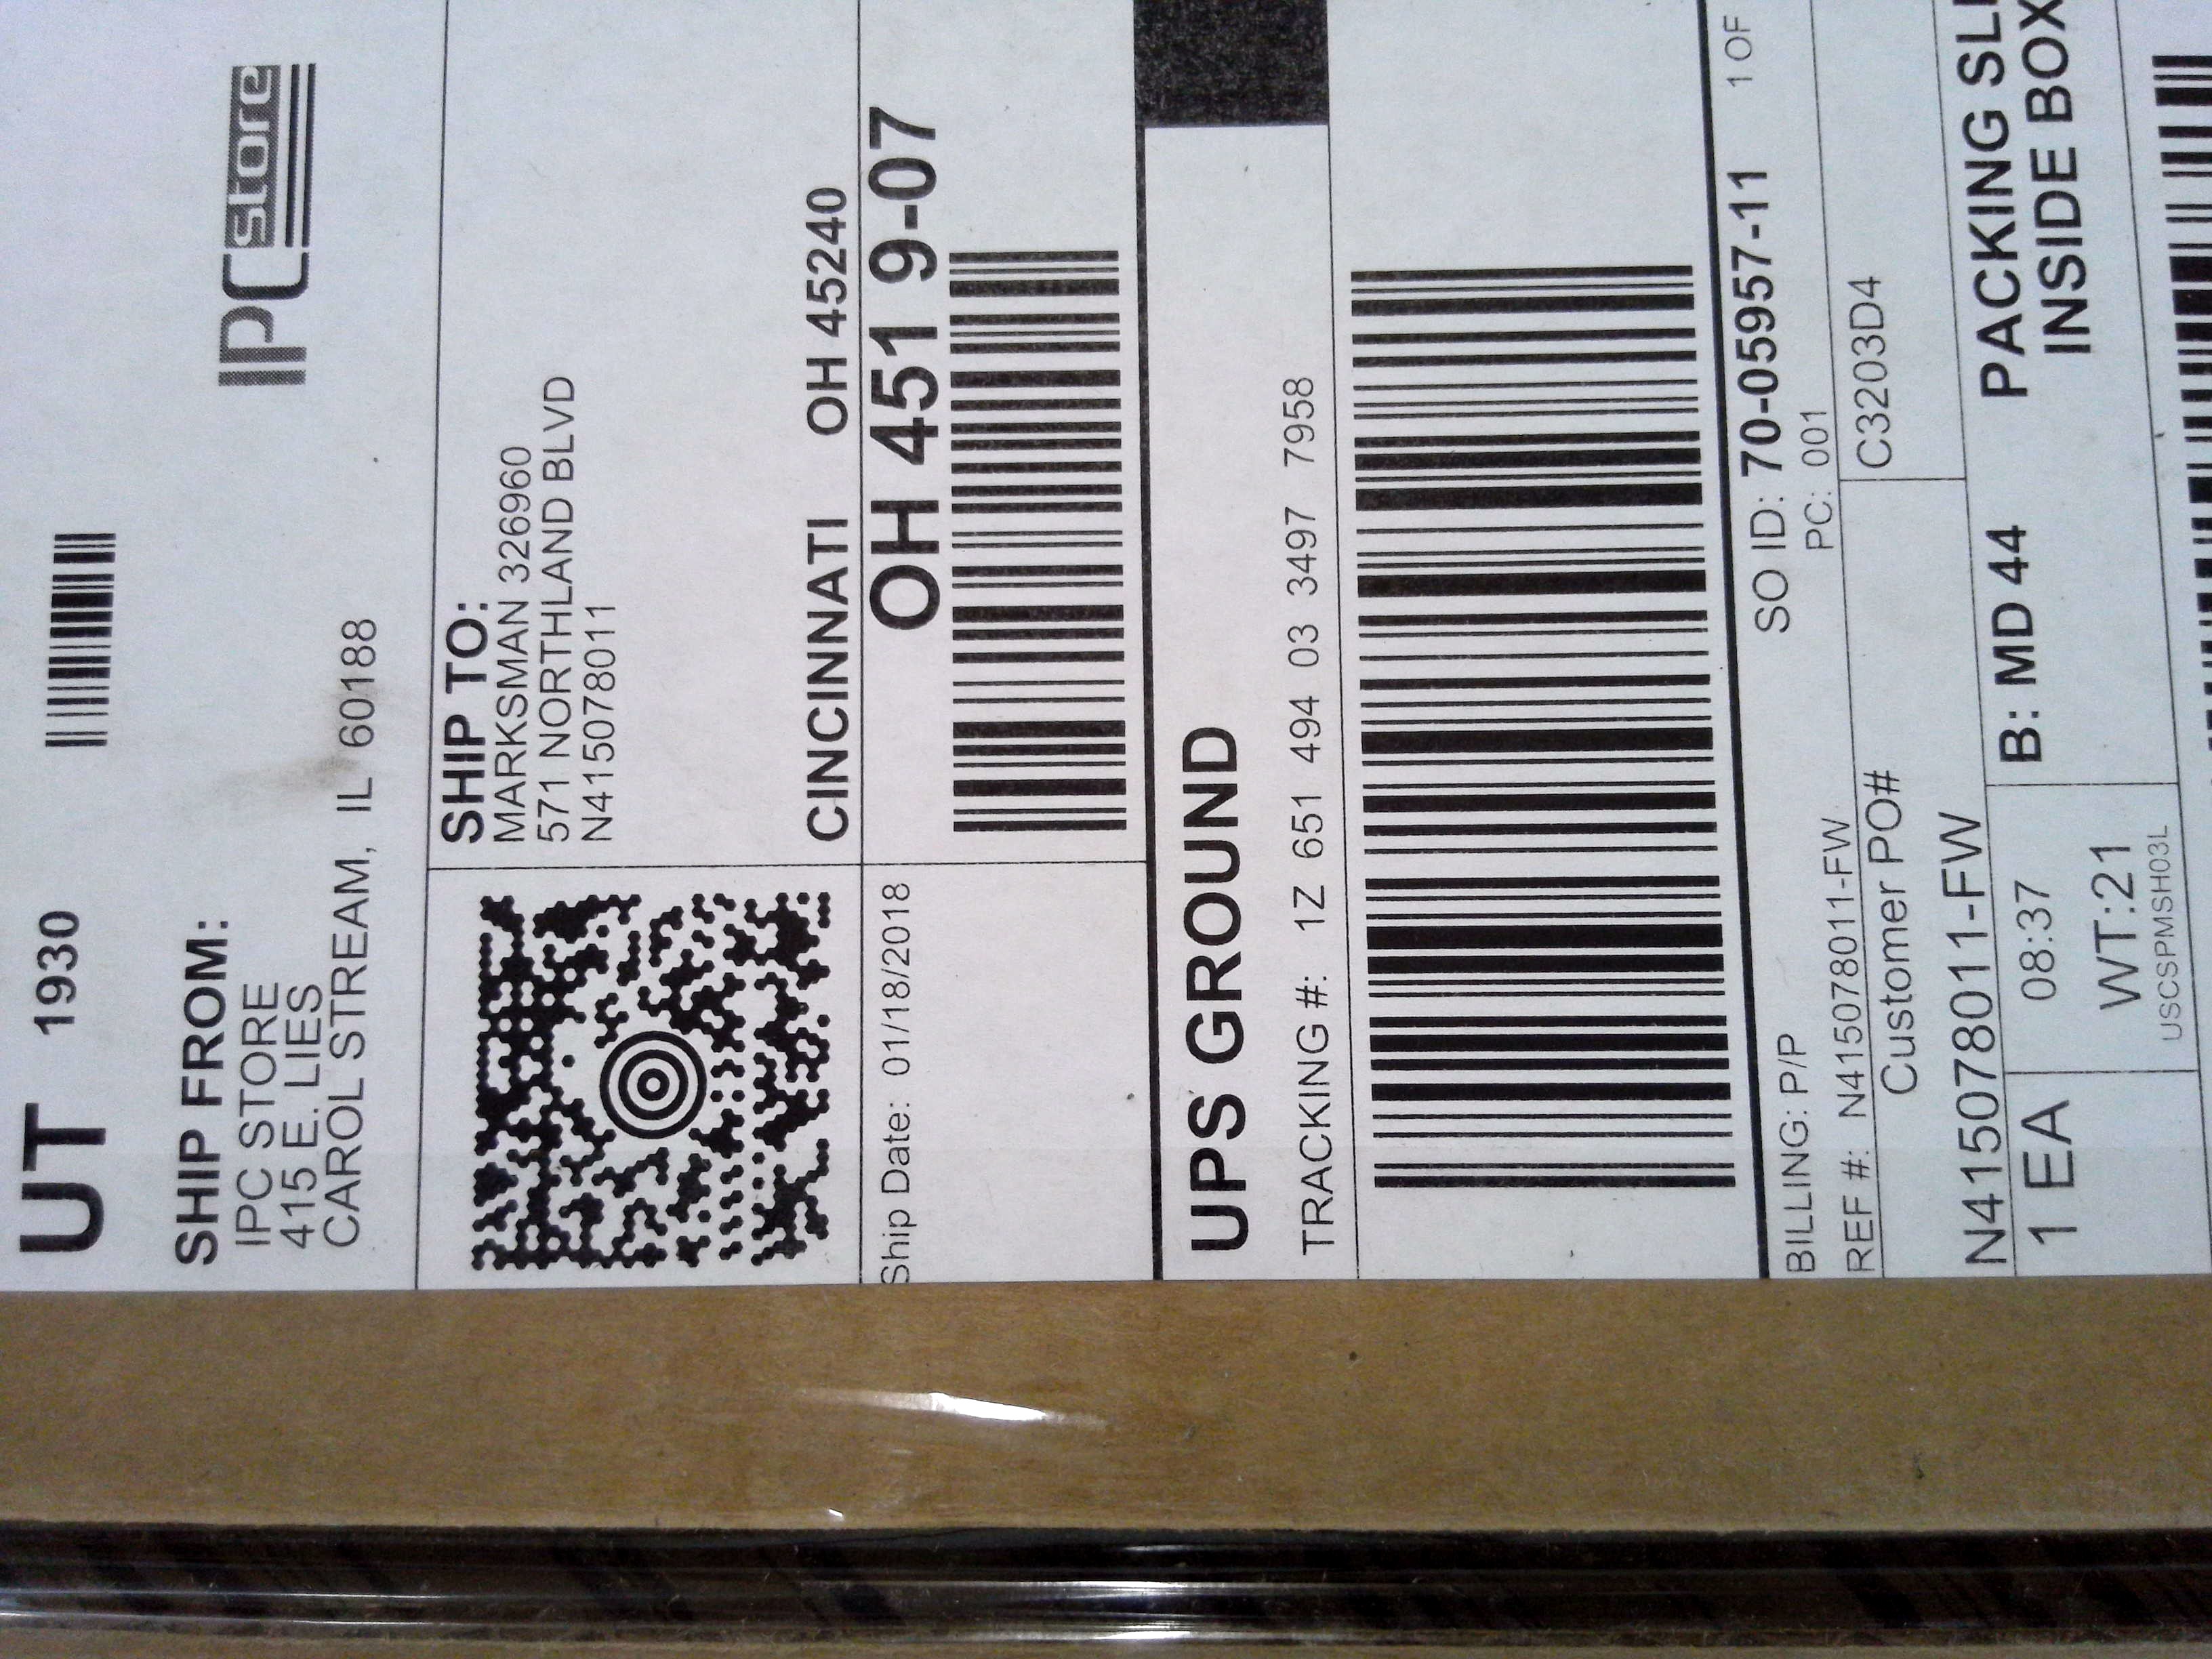 UT 1930
IPC store
SHIP FROM:
IPC STORE
415 E. LIES
CAROL STREAM, IL 60188
SHIP TO:
MARKSMAN 326960
571 NORTHLAND BLVD
N415078011
CINCINNATI OH 45240
OH 451 9-07
Ship Date: 01/18/2018
UPS GROUND
TRACKING #: 1Z 651 494 03 3497 7958
SO ID: 70-05957-11 1 OF
BILLING: P/P
PC: 001
REF #: N415078011-FW
Customer PO#
C3203D4
N415078011-FW
1 EA
08:37
B: MD 44
PACKING SLI
INSIDE BOX
WT:21
USCSPMSH03L